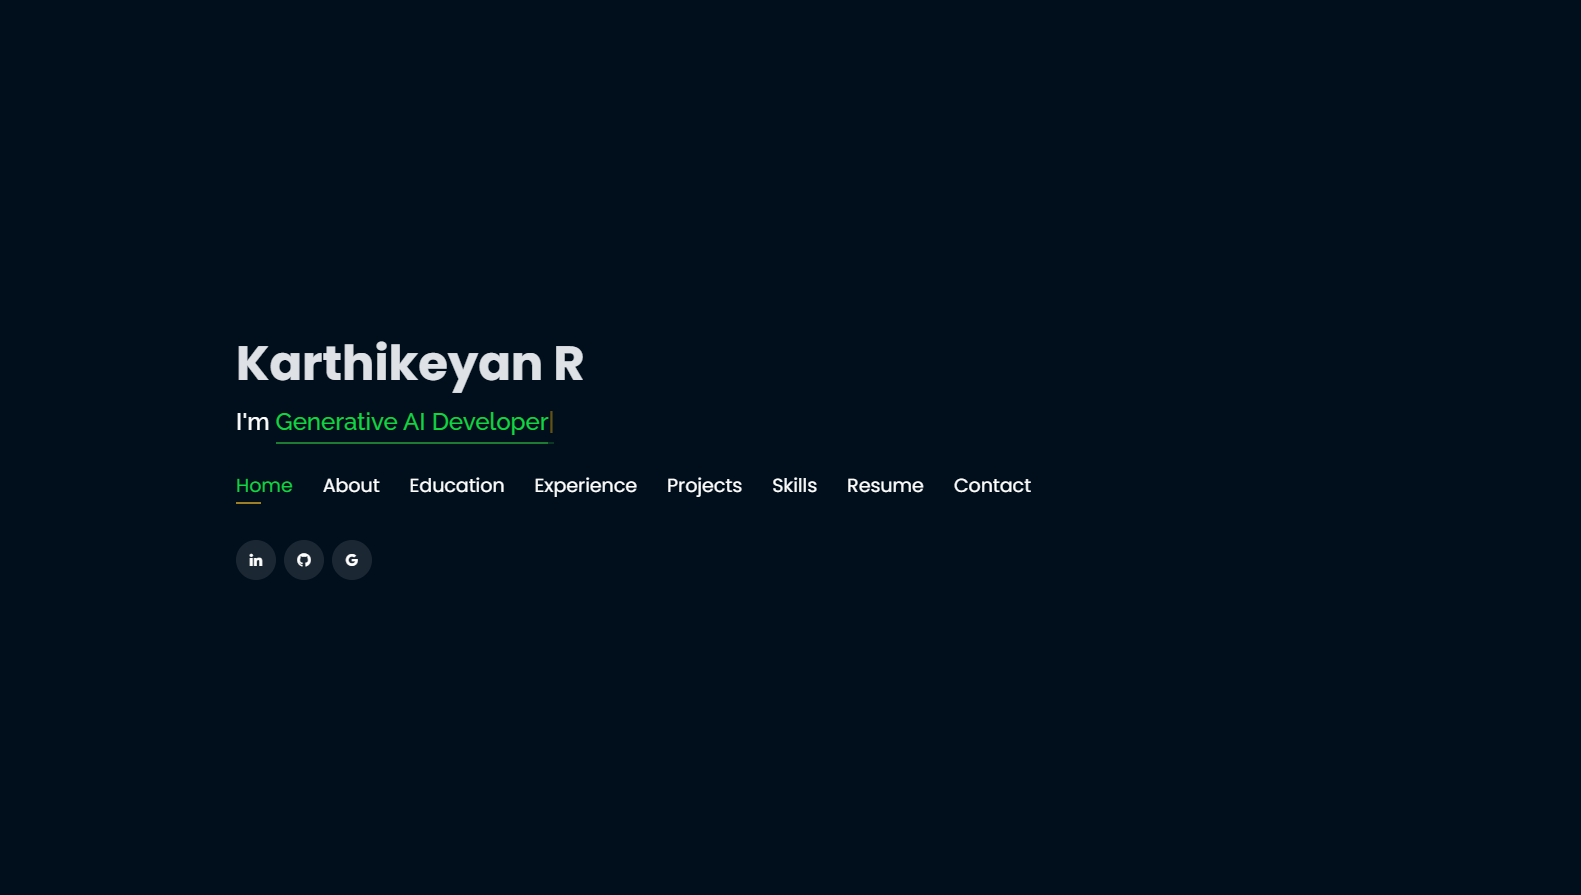 Karthikeyan R
I'm Generative AI Developer|
Home About Education Experience Projects Skills Resume Contact
in G